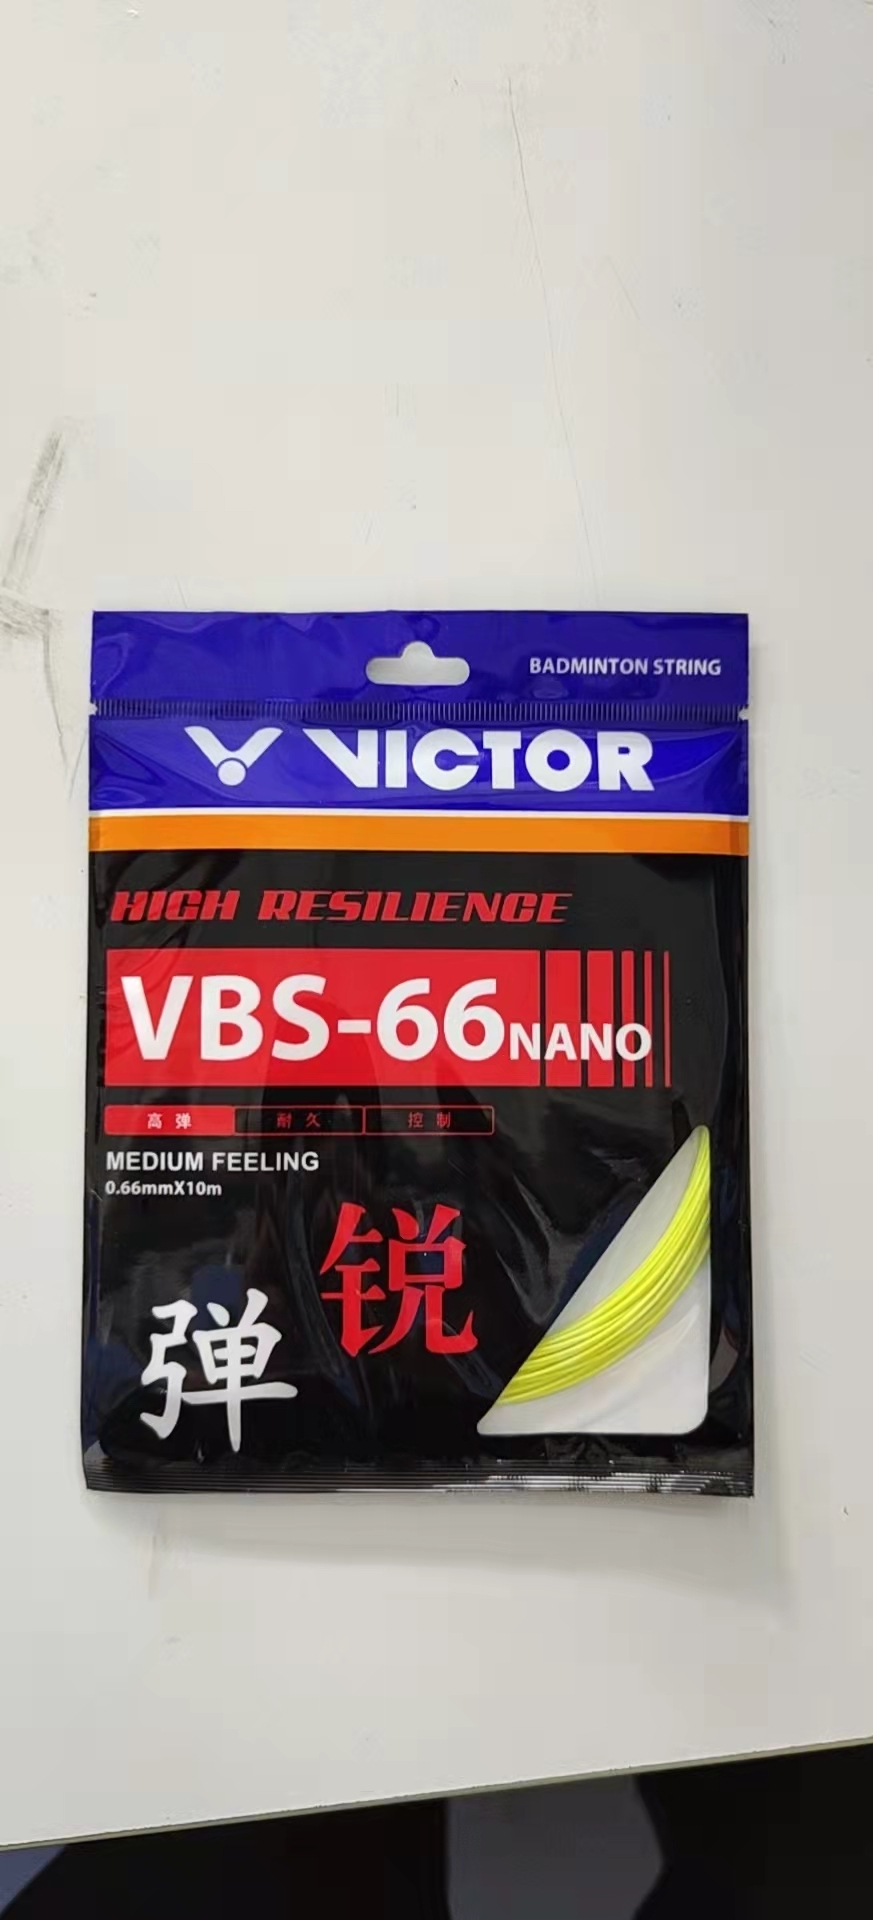 BADMINTON STRING
VICTOR
HIGH RESILIENCE
VBS-66NANO
高弹 耐久 控制
MEDIUM FEELING
0.66mmX10m
弹锐